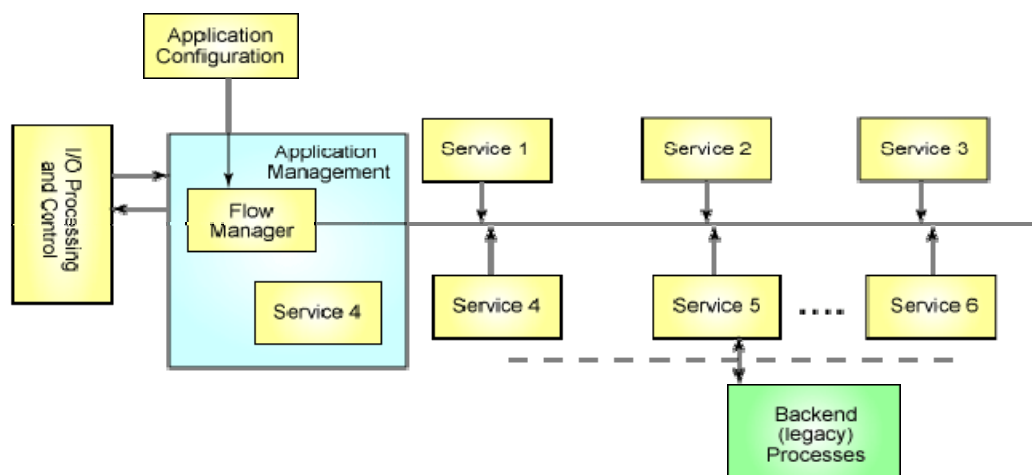 Application
Configuration
I/O Processing
and Control
Application
Management
Flow
Manager
Service 4
Service 1
Service 2
Service 3
Service 4
Service 5
....
Service 6
Backend
(legacy)
Processes